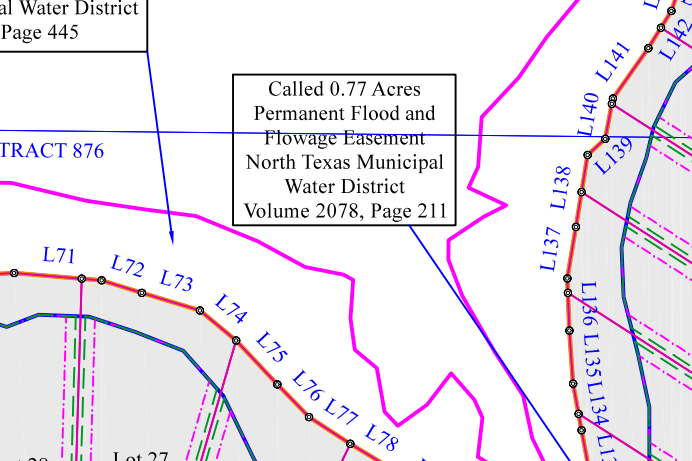 al Water District
Page 445
Called 0.77 Acres
Permanent Flood and
Flowage Easement
North Texas Municipal
Water District
Volume 2078, Page 211
TRACT 876
L71
L72
L73
L74
L75
L76
L77
L78
L142
L141
L140
L139
L138
L137
L136
L135
L134
Lot 27